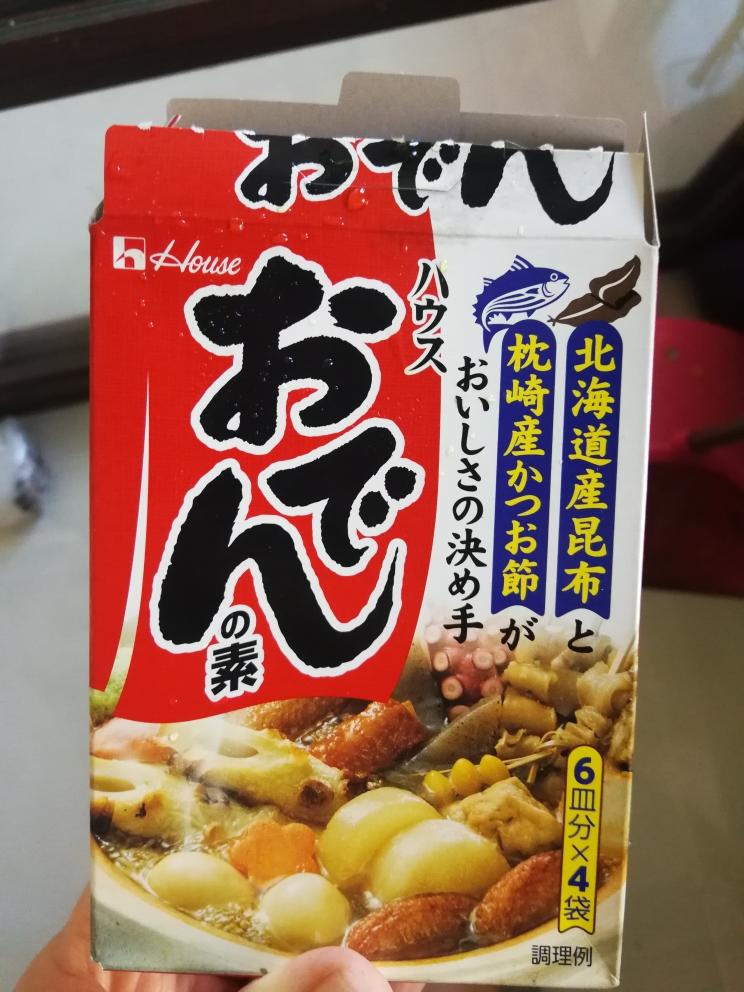 おでん
House
ハウス
おでん
の素
北海道産昆布と
枕崎産かつお節が
おいしさの決め手
6皿分×4袋
調理例